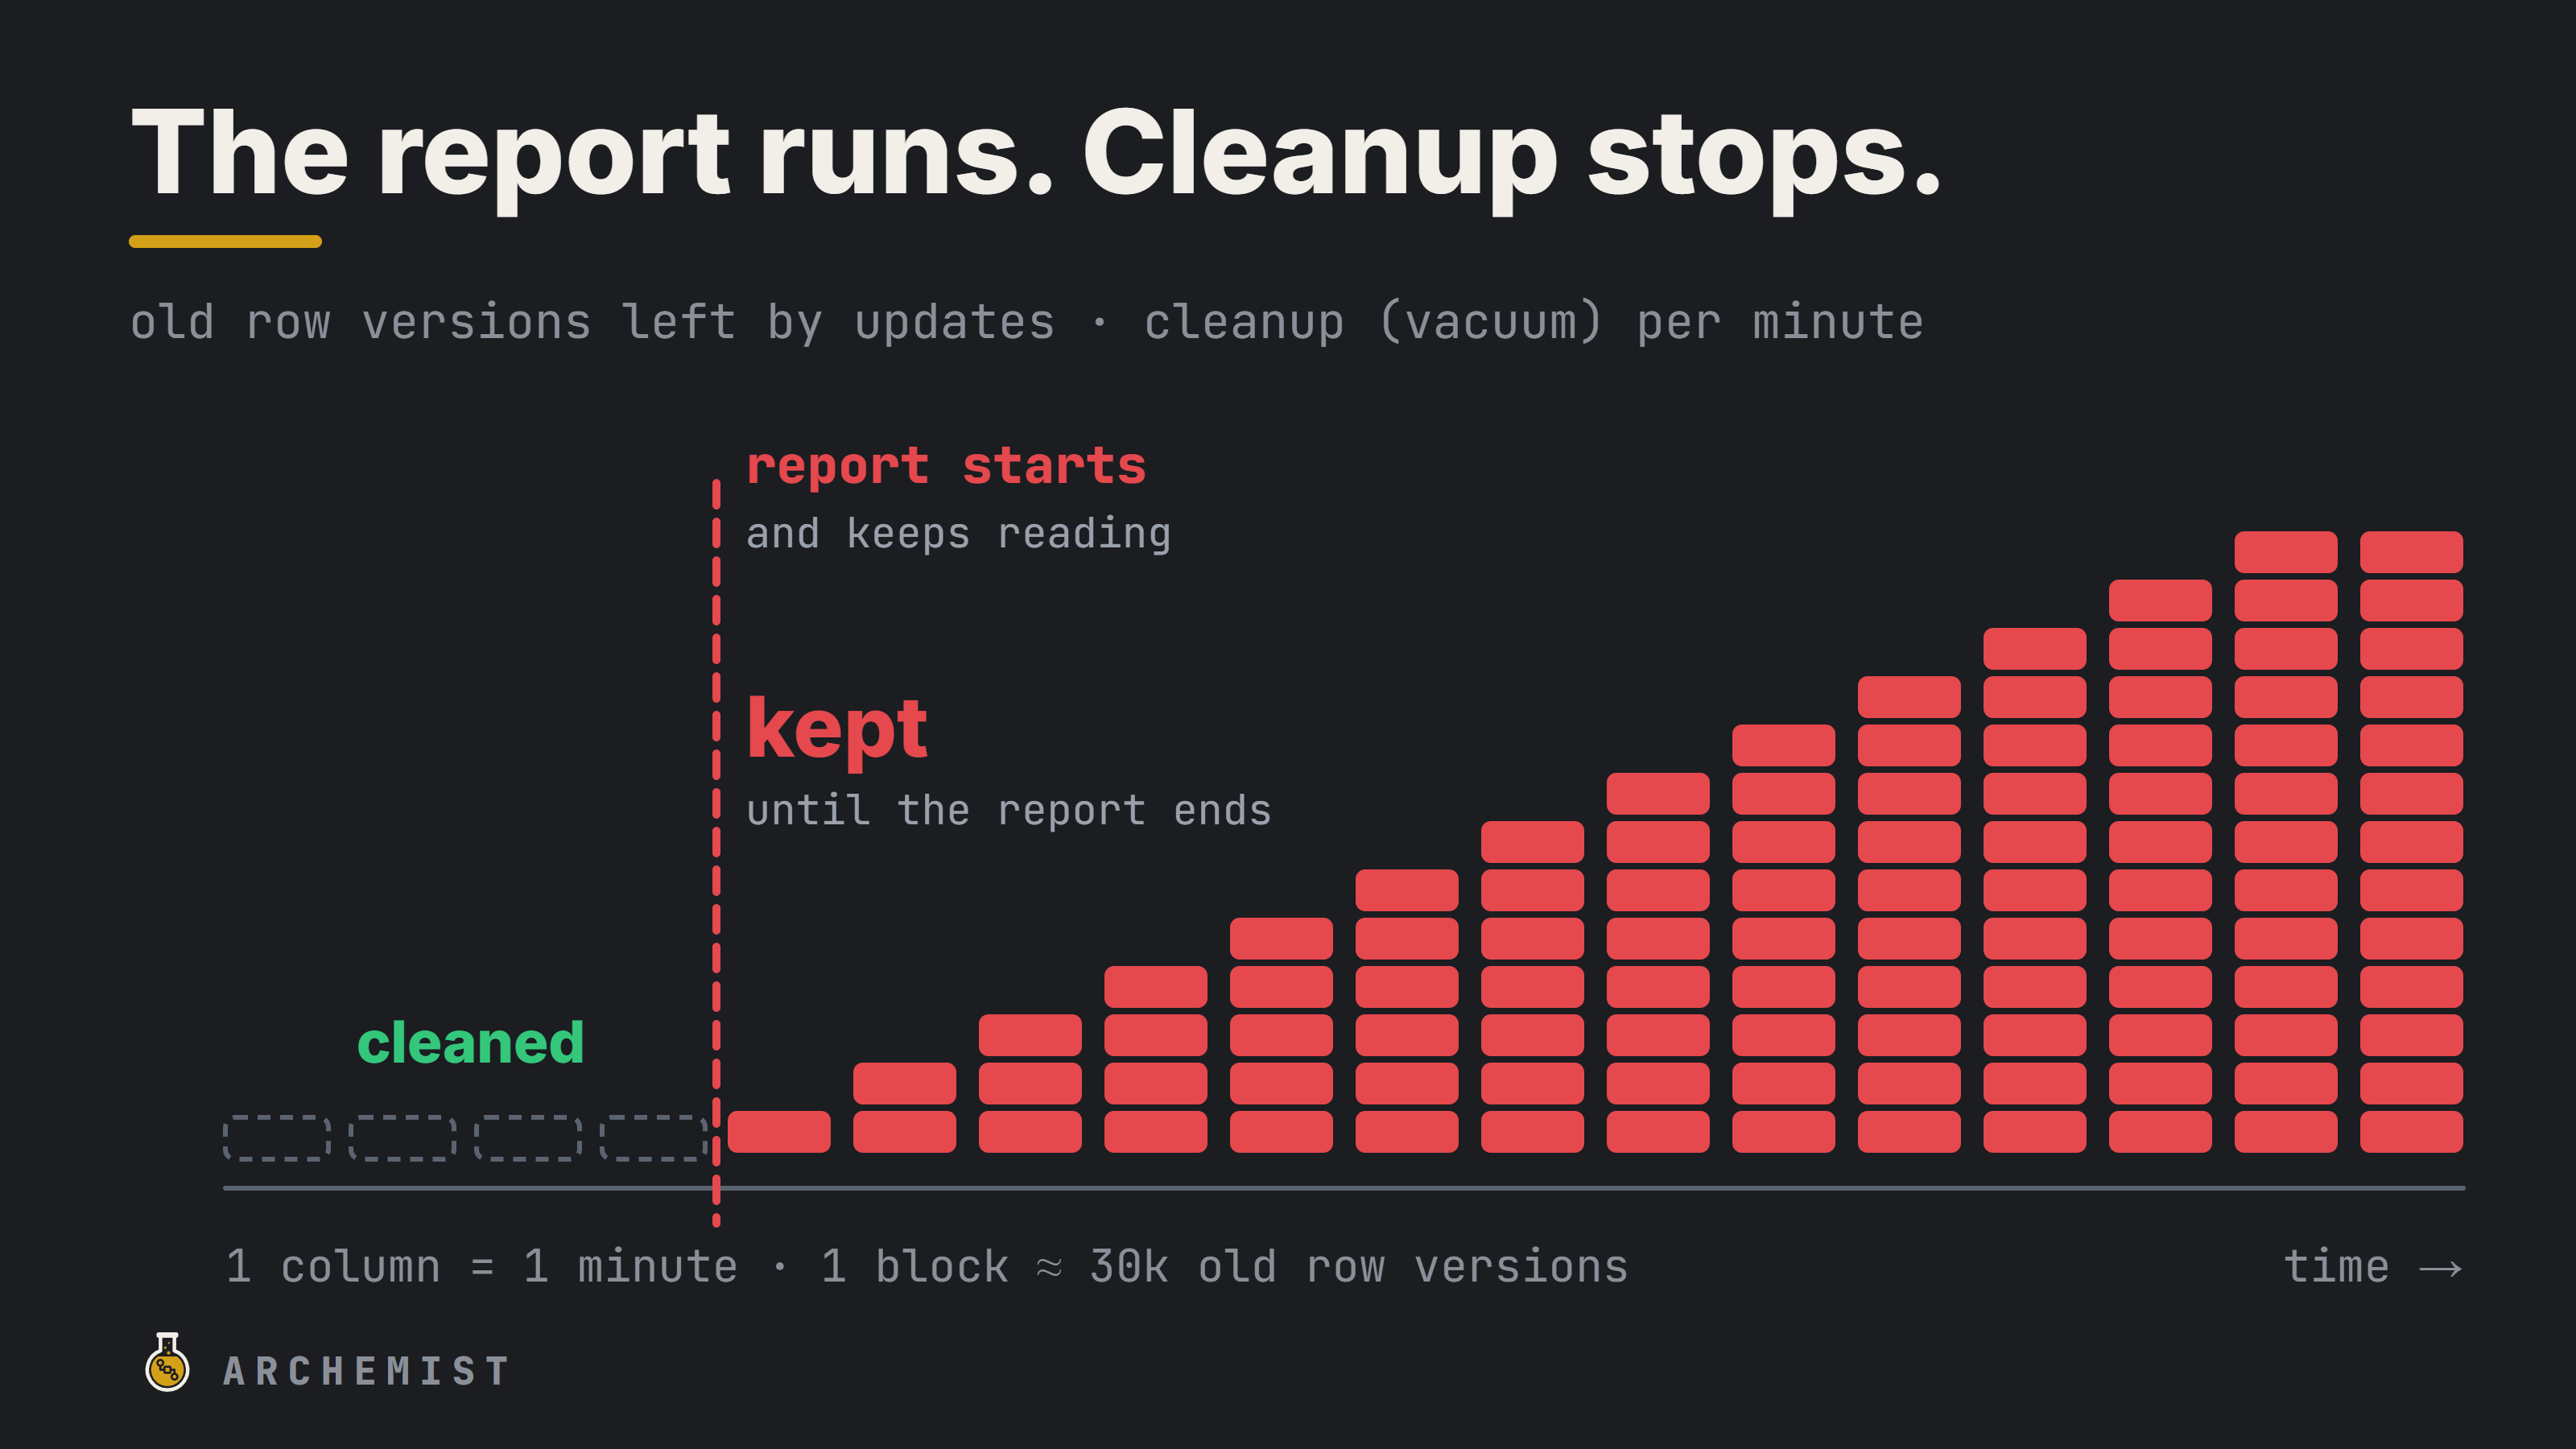 The report runs. Cleanup stops.
old row versions left by updates · cleanup (vacuum) per minute
report starts
and keeps reading
kept
until the report ends
cleaned
1 column = 1 minute · 1 block ≈ 30k old row versions
time →
ARCHEMIST